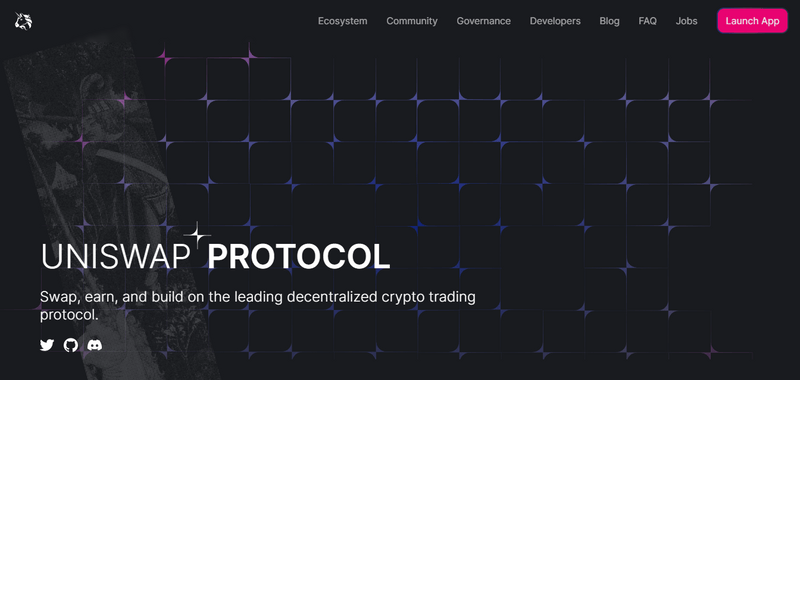 Ecosystem Community Governance Developers Blog FAQ Jobs Launch App
UNISWAP PROTOCOL
Swap, earn, and build on the leading decentralized crypto trading
protocol.